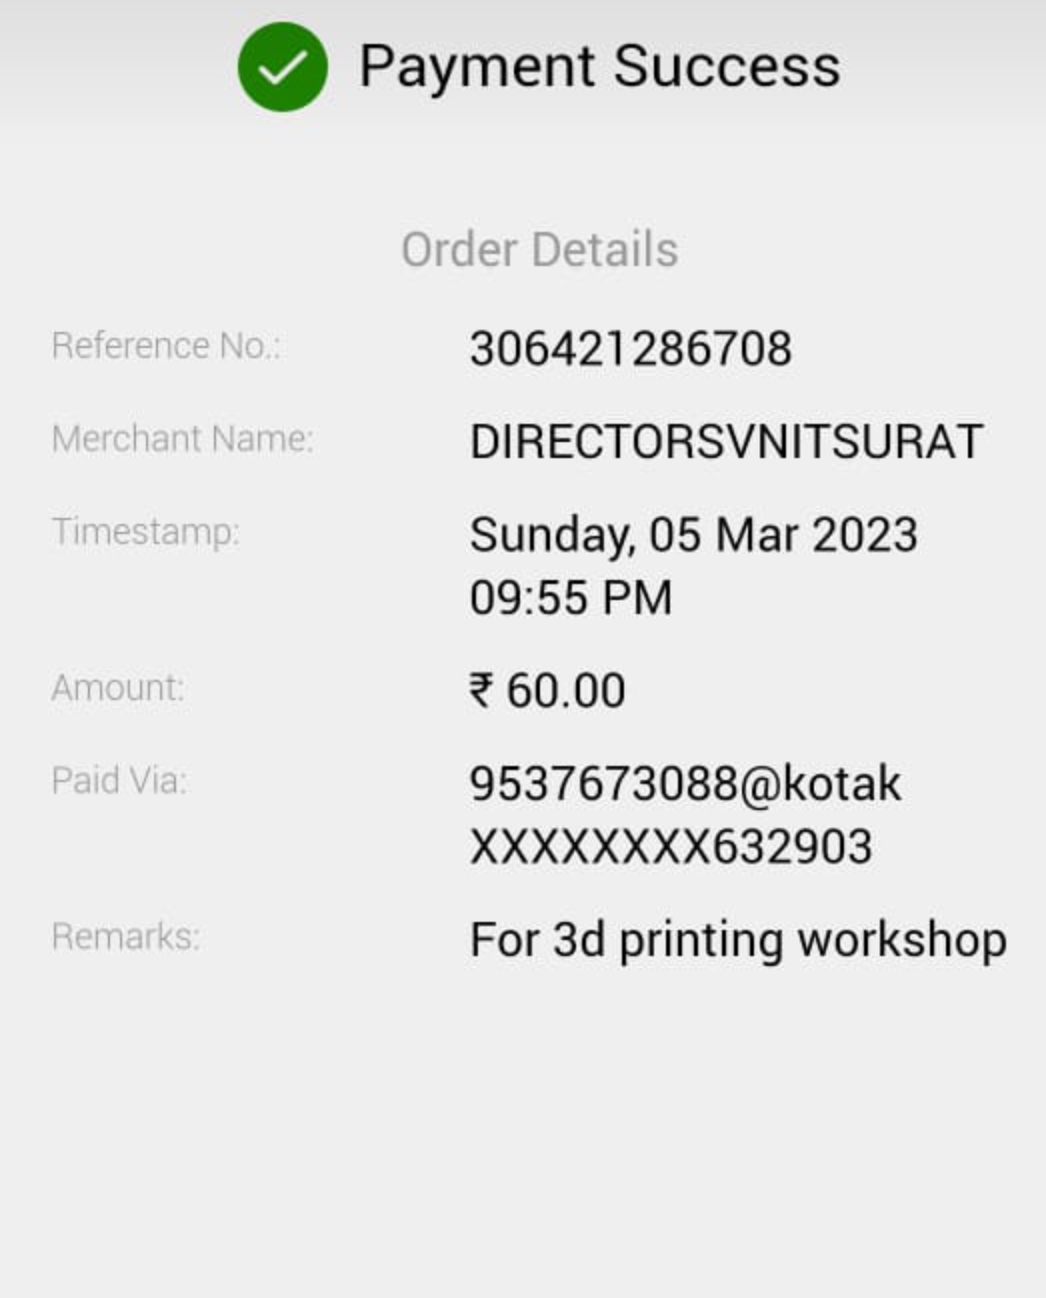 Payment Success
Order Details
Reference No.: 306421286708
Merchant Name: DIRECTORSVNITSURAT
Timestamp: Sunday, 05 Mar 2023
09:55 PM
Amount: ₹ 60.00
Paid Via: 9537673088@kotak
XXXXXXXX632903
Remarks: For 3d printing workshop